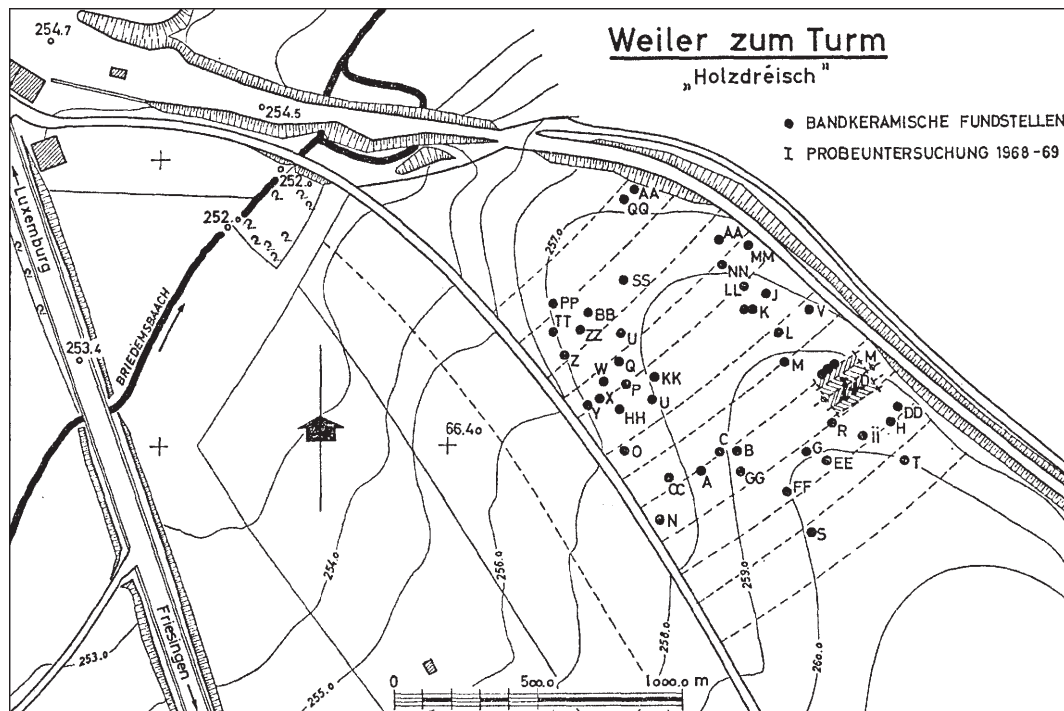 Weiler zum Turm
„Holzdréisch”
● BANDKERAMISCHE FUNDSTELLEN
I PROBEUNTERSUCHUNG 1968-69
254.7
254.5
252.0
252.
Luxemburg
253.4
BRIEDEMSBAACH
66.40
Friesingen
253.0
254.0
255.0
256.0
257.0
258.0
259.0
260.0
AA
QQ
AA
MM
NN
LL
J
K
V
L
SS
PP
BB
TT
ZZ
U
Z
Q
W
P
KK
X
U
Y
HH
O
M
M
DD
H
R
ii
C
B
G
EE
T
A
GG
CC
FF
N
S
0
500.0
1000.0 m